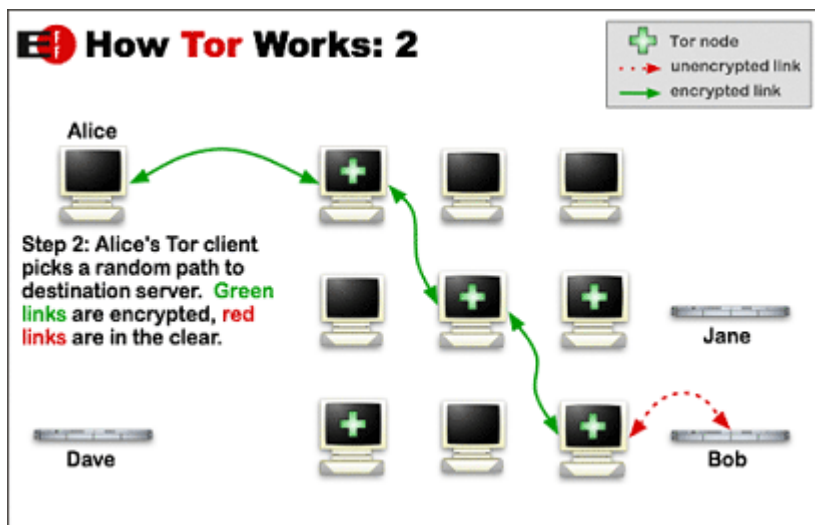 EFF How Tor Works: 2
Tor node
unencrypted link
encrypted link
Alice
Step 2: Alice's Tor client
picks a random path to
destination server. Green
links are encrypted, red
links are in the clear.
Jane
Dave
Bob